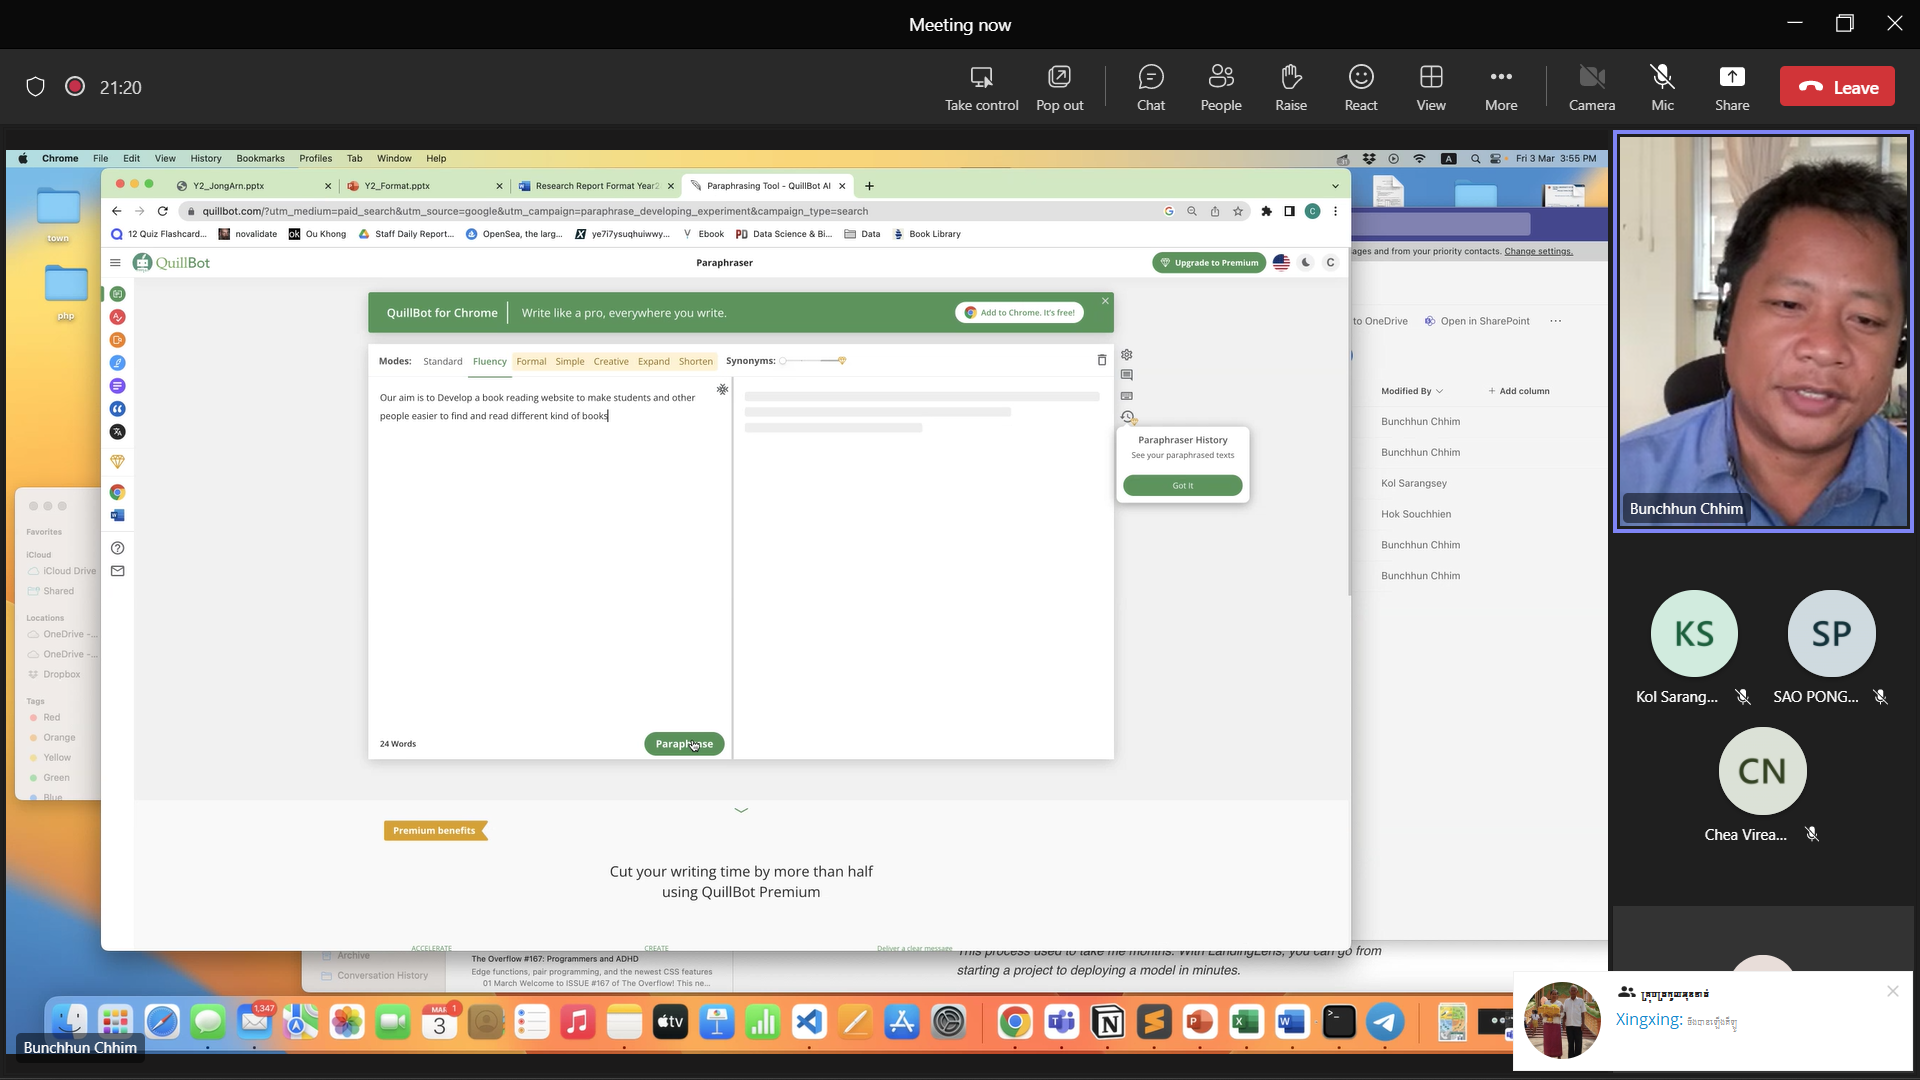 Meeting now
21:20
Take control
Pop out
Chat
People
Raise
React
View
More
Camera
Mic
Share
Leave
Chrome File Edit View History Bookmarks Profiles Tab Window Help
A
Fri 3 Mar 3:55 PM
Y2_JongArn.pptx
Y2_Format.pptx
Research Report Format Year2
Paraphrasing Tool - QuillBot AI
quillbot.com/?utm_medium=paid_search&utm_source=google&utm_campaign=paraphrase_developing_experiment&campaign_type=search
C
12 Quiz Flashcard...
novalidate
Ou Khong
Staff Daily Report...
OpenSea, the larg...
ye7i7ysuqhuiwwy...
Ebook
Data Science & Bi...
Data
Book Library
town
php
QuillBot
Paraphraser
Upgrade to Premium
C
QuillBot for Chrome
Write like a pro, everywhere you write.
Add to Chrome. It's free!
Modes: Standard Fluency Formal Simple Creative Expand Shorten Synonyms:
Our aim is to Develop a book reading website to make students and other
people easier to find and read different kind of books
Paraphraser History
See your paraphrased texts
Got It
24 Words
Paraphrase
Premium benefits
Cut your writing time by more than half
using QuillBot Premium
ACCELERATE
CREATE
Deliver a clear message
ages and from your priority contacts. Change settings.
to OneDrive
Open in SharePoint
Modified By
+ Add column
Bunchhun Chhim
Bunchhun Chhim
Kol Sarangsey
Hok Souchhien
Bunchhun Chhim
Bunchhun Chhim
Favorites
iCloud
iCloud Drive
Shared
Locations
OneDrive -...
OneDrive -...
Dropbox
Tags
Red
Orange
Yellow
Green
Blue
Archive
Conversation History
The Overflow #167: Programmers and ADHD
Edge functions, pair programming, and the newest CSS features
01 March Welcome to ISSUE #167 of The Overflow! This ne...
This process used to take me months. With LandingLens, you can go from
starting a project to deploying a model in minutes.
1,347
MAR
3
1
tv
Bunchhun Chhim
Bunchhun Chhim
KS
Kol Sarang...
SP
SAO PONG...
CN
Chea Virea...
Xingxing: